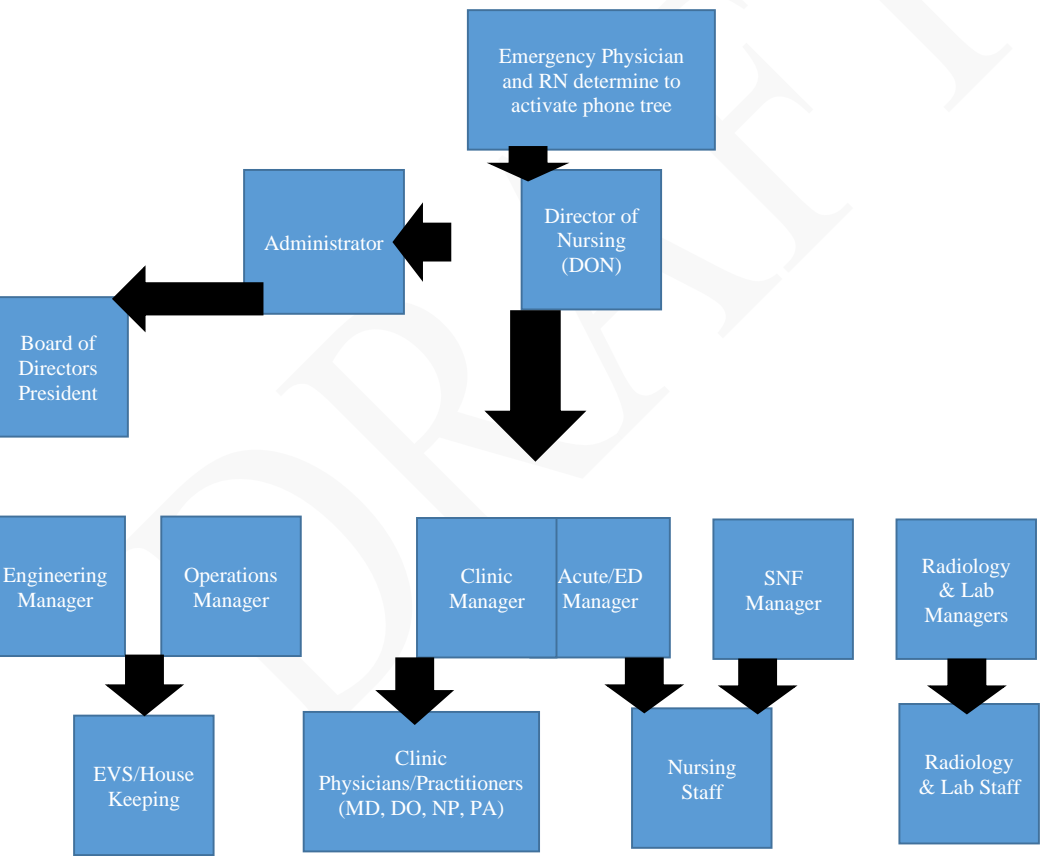 Emergency Physician
and RN determine to
activate phone tree
Administrator
Director of
Nursing
(DON)
Board of
Directors
President
Engineering
Manager
Operations
Manager
Clinic
Manager
Acute/ED
Manager
SNF
Manager
Radiology
& Lab
Managers
EVS/House
Keeping
Clinic
Physicians/Practitioners
(MD, DO, NP, PA)
Nursing
Staff
Radiology
& Lab Staff
DRAFT